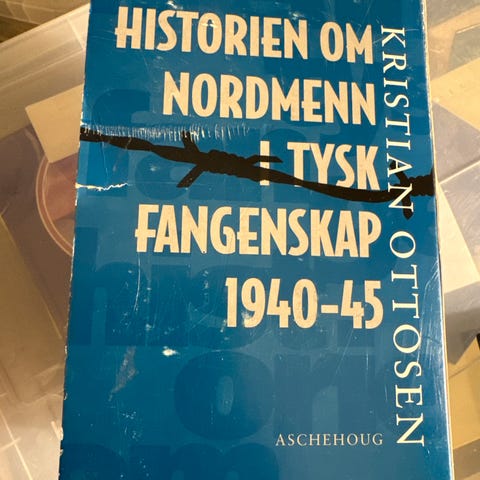 HISTORIEN OM
NORDMENN
I TYSK
FANGENSKAP
1940-45
KRISTIAN OTTOSEN
ASCHEHOUG